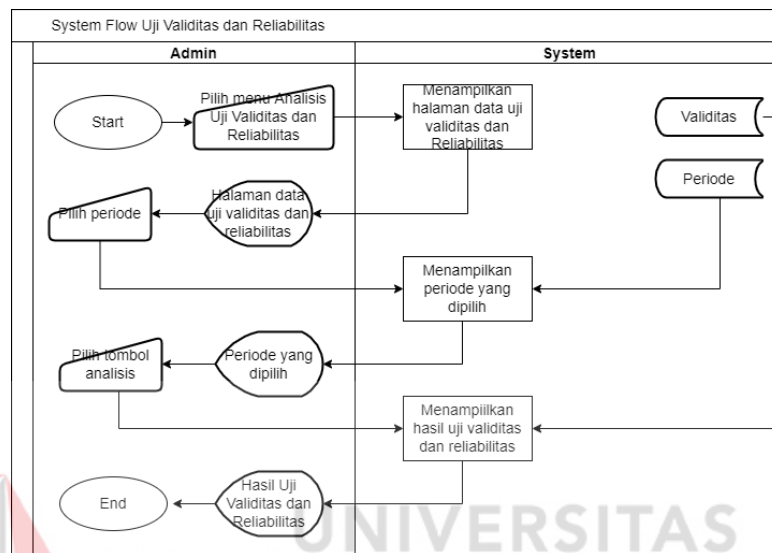 System Flow Uji Validitas dan Reliabilitas
Admin
System
Start
Pilih menu Analisis
Uji Validitas dan
Reliabilitas
Menampilkan
halaman data uji
validitas dan
Reliabilitas
Validitas
Periode
Pilih periode
Halaman data
uji validitas dan
reliabilitas
Menampilkan
periode yang
dipilih
Pilih tombol
analisis
Periode yang
dipilih
Menampiilkan
hasil uji validitas
dan reliabilitas
End
Hasil Uji
Validitas dan
Reliabilitas
UNIVERSITAS